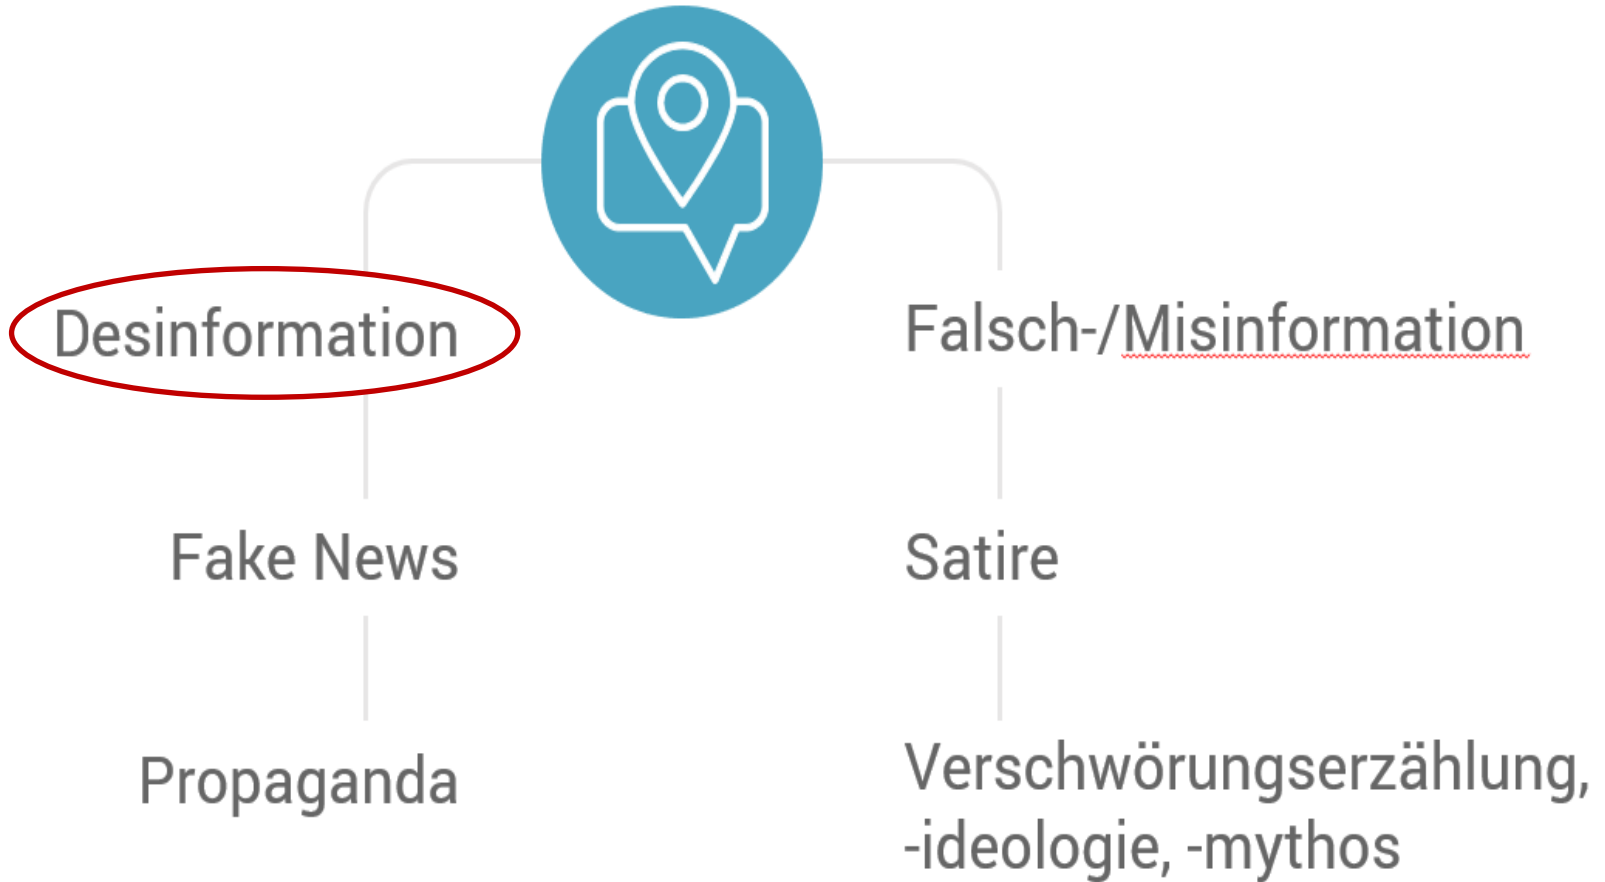 Desinformation
Falsch-/Misinformation
Fake News
Satire
Propaganda
Verschwörungserzählung,
-ideologie, -mythos